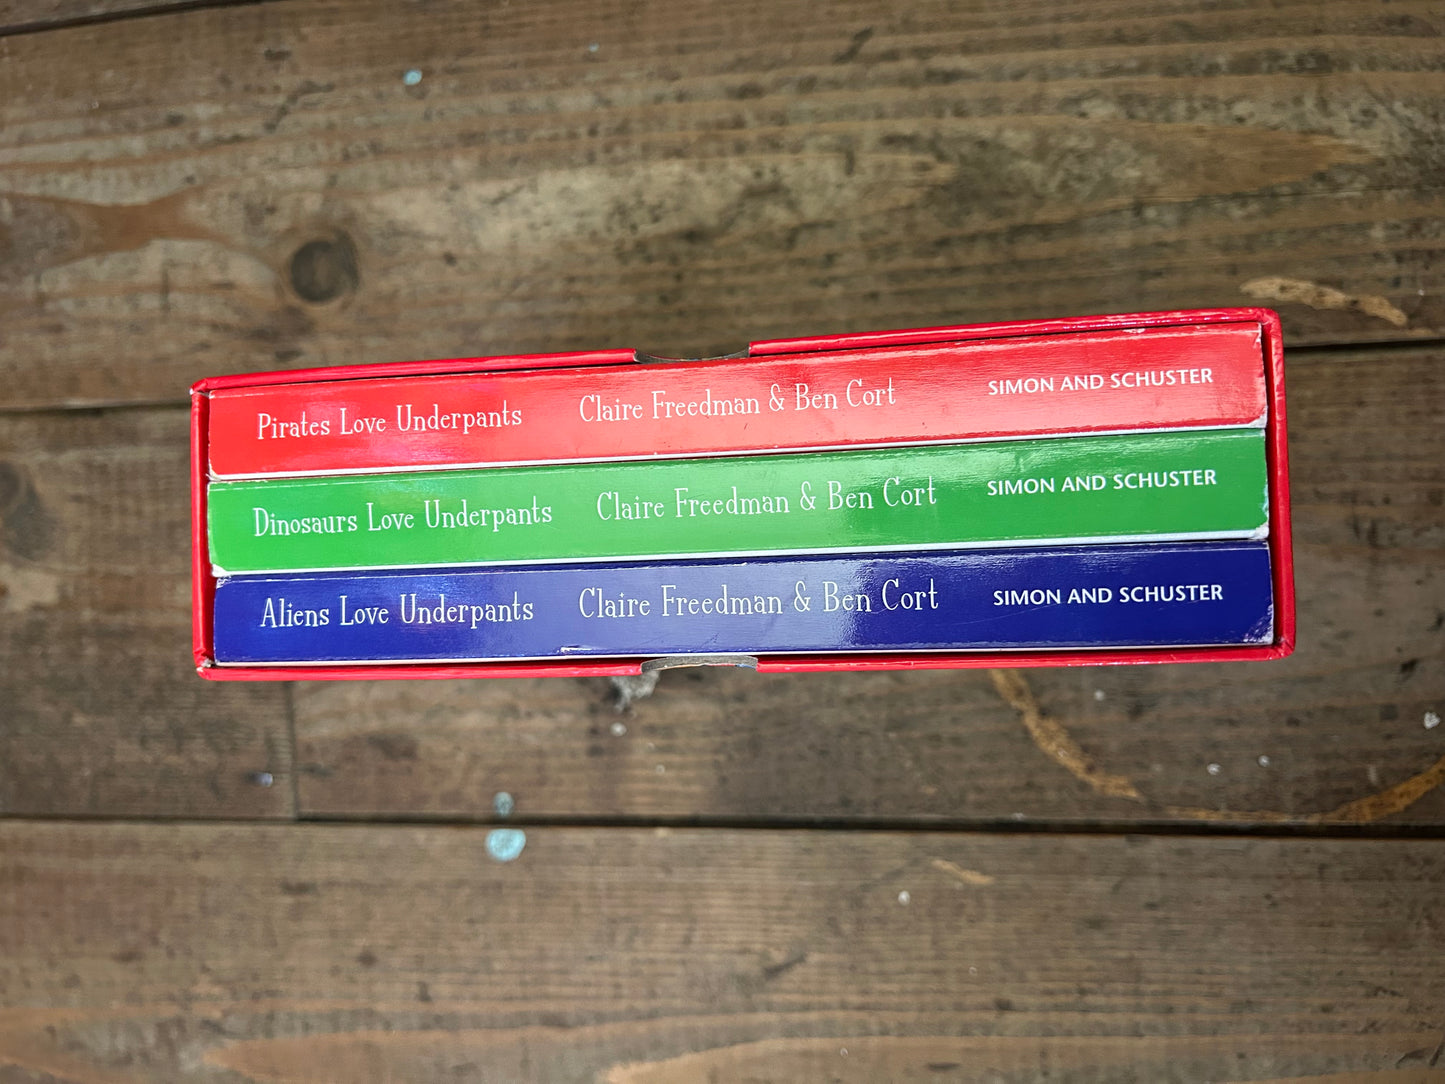 Pirates Love Underpants Claire Freedman & Ben Cort SIMON AND SCHUSTER
Dinosaurs Love Underpants Claire Freedman & Ben Cort SIMON AND SCHUSTER
Aliens Love Underpants Claire Freedman & Ben Cort SIMON AND SCHUSTER